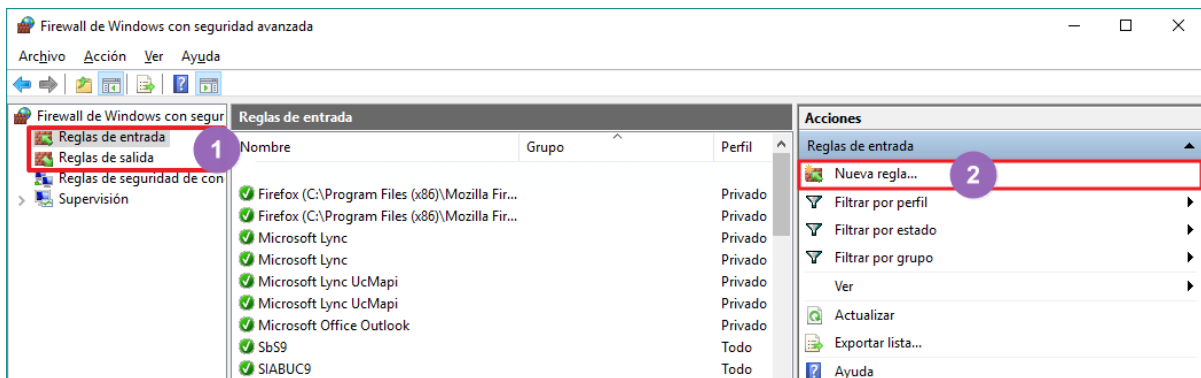 Firewall de Windows con seguridad avanzada
Archivo Acción Ver Ayuda
Firewall de Windows con segur
Reglas de entrada
Reglas de salida
1
Reglas de seguridad de con
Supervisión
Reglas de entrada
Nombre Grupo Perfil
Firefox (C:\Program Files (x86)\Mozilla Fir... Privado
Firefox (C:\Program Files (x86)\Mozilla Fir... Privado
Microsoft Lync Privado
Microsoft Lync Privado
Microsoft Lync UcMapi Privado
Microsoft Lync UcMapi Privado
Microsoft Office Outlook Privado
SbS9 Todo
SIABUC9 Todo
Acciones
Reglas de entrada
Nueva regla... 2
Filtrar por perfil
Filtrar por estado
Filtrar por grupo
Ver
Actualizar
Exportar lista...
Ayuda